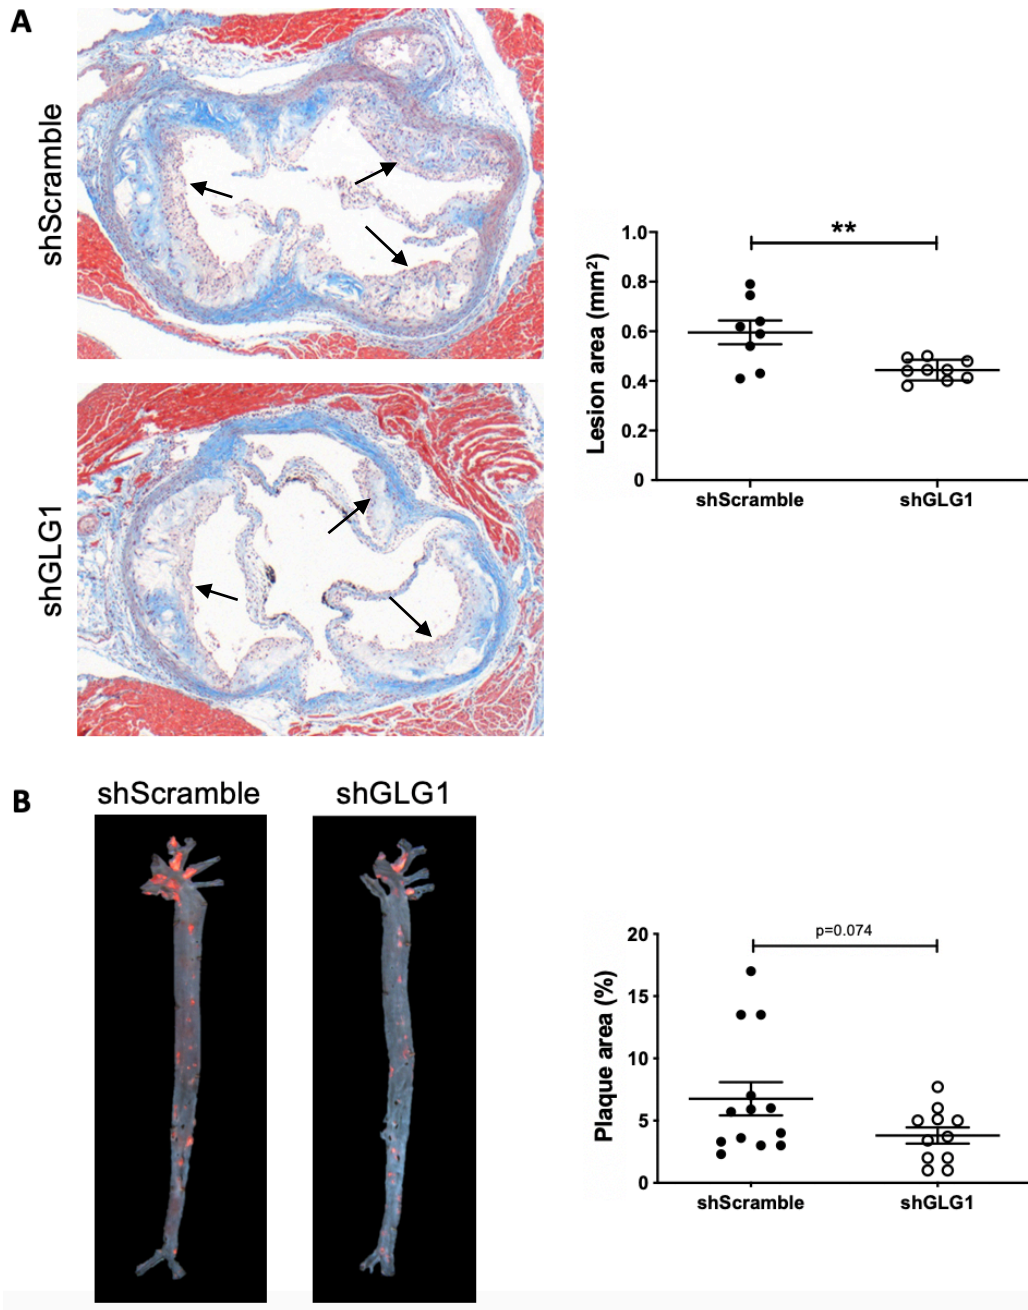 A
shScramble
shGLG1
**
Lesion area (mm²)
1.0
0.8
0.6
0.4
0.2
0
shScramble
shGLG1
B
shScramble
shGLG1
p=0.074
Plaque area (%)
20
15
10
5
0
shScramble
shGLG1